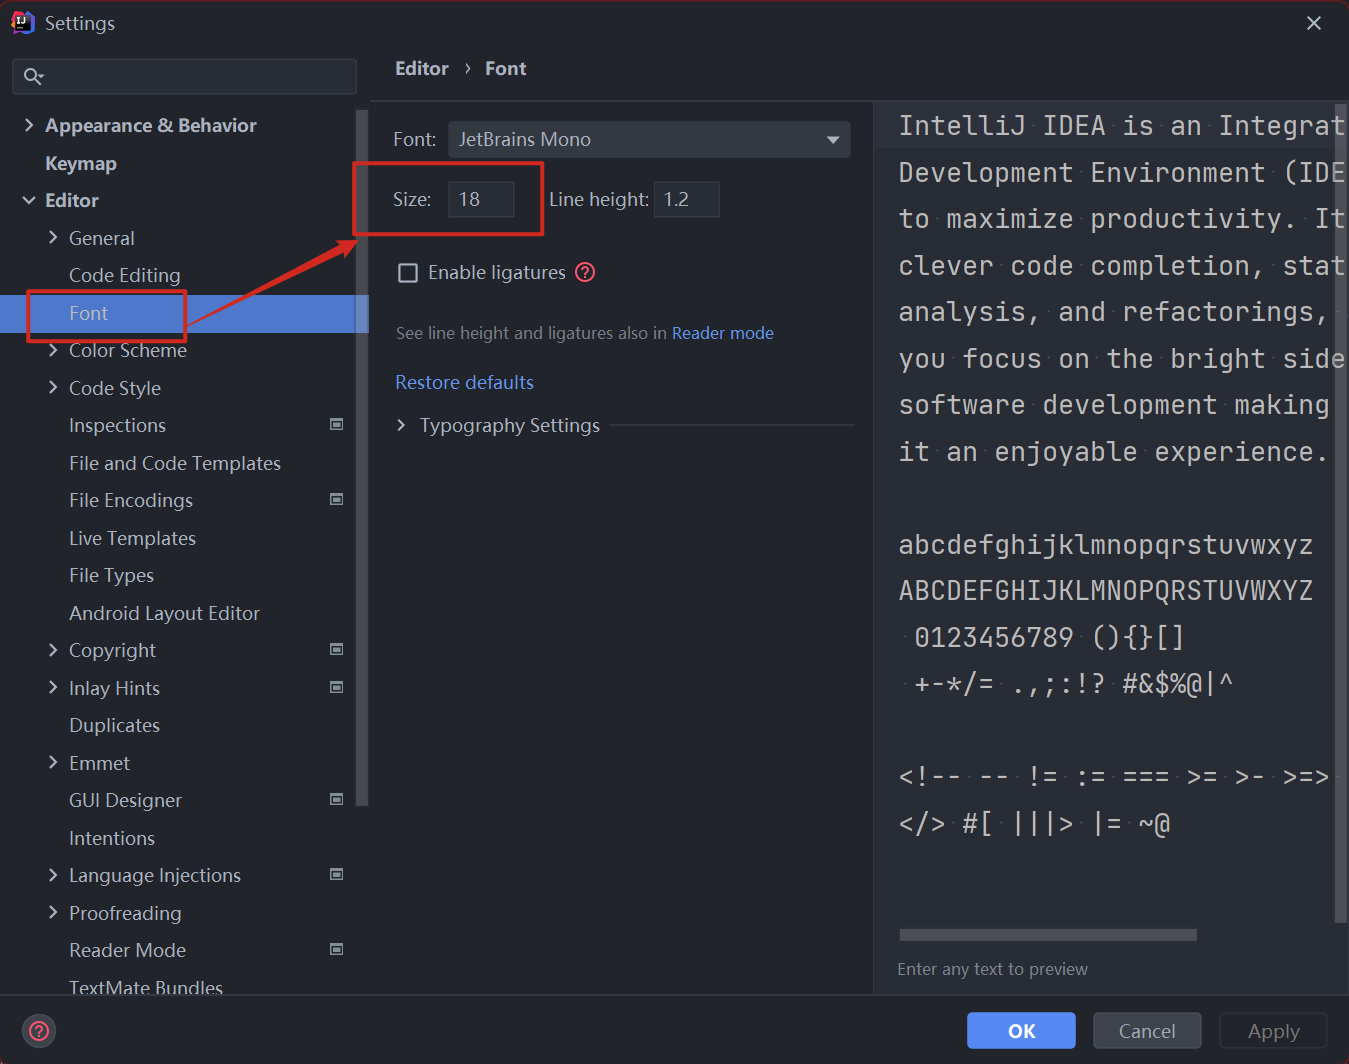 Settings
Editor › Font
Appearance & Behavior
Keymap
Editor
General
Code Editing
Font
Color Scheme
Code Style
Inspections
File and Code Templates
File Encodings
Live Templates
File Types
Android Layout Editor
Copyright
Inlay Hints
Duplicates
Emmet
GUI Designer
Intentions
Language Injections
Proofreading
Reader Mode
TextMate Bundles
Font: JetBrains Mono
Size: 18 Line height: 1.2
Enable ligatures ?
See line height and ligatures also in Reader mode
Restore defaults
Typography Settings
IntelliJ IDEA is an Integrat
Development Environment (IDE
to maximize productivity. It
clever code completion, stat
analysis, and refactorings,
you focus on the bright side
software development making
it an enjoyable experience.
abcdefghijklmnopqrstuvwxyz
ABCDEFGHIJKLMNOPQRSTUVWXYZ
0123456789 (){}[]
+-*/= .,;:!? #&$%@|^
<!-- -- != := === >= >- >=>
</> #[ |||> |= ~@
Enter any text to preview
?
OK Cancel Apply